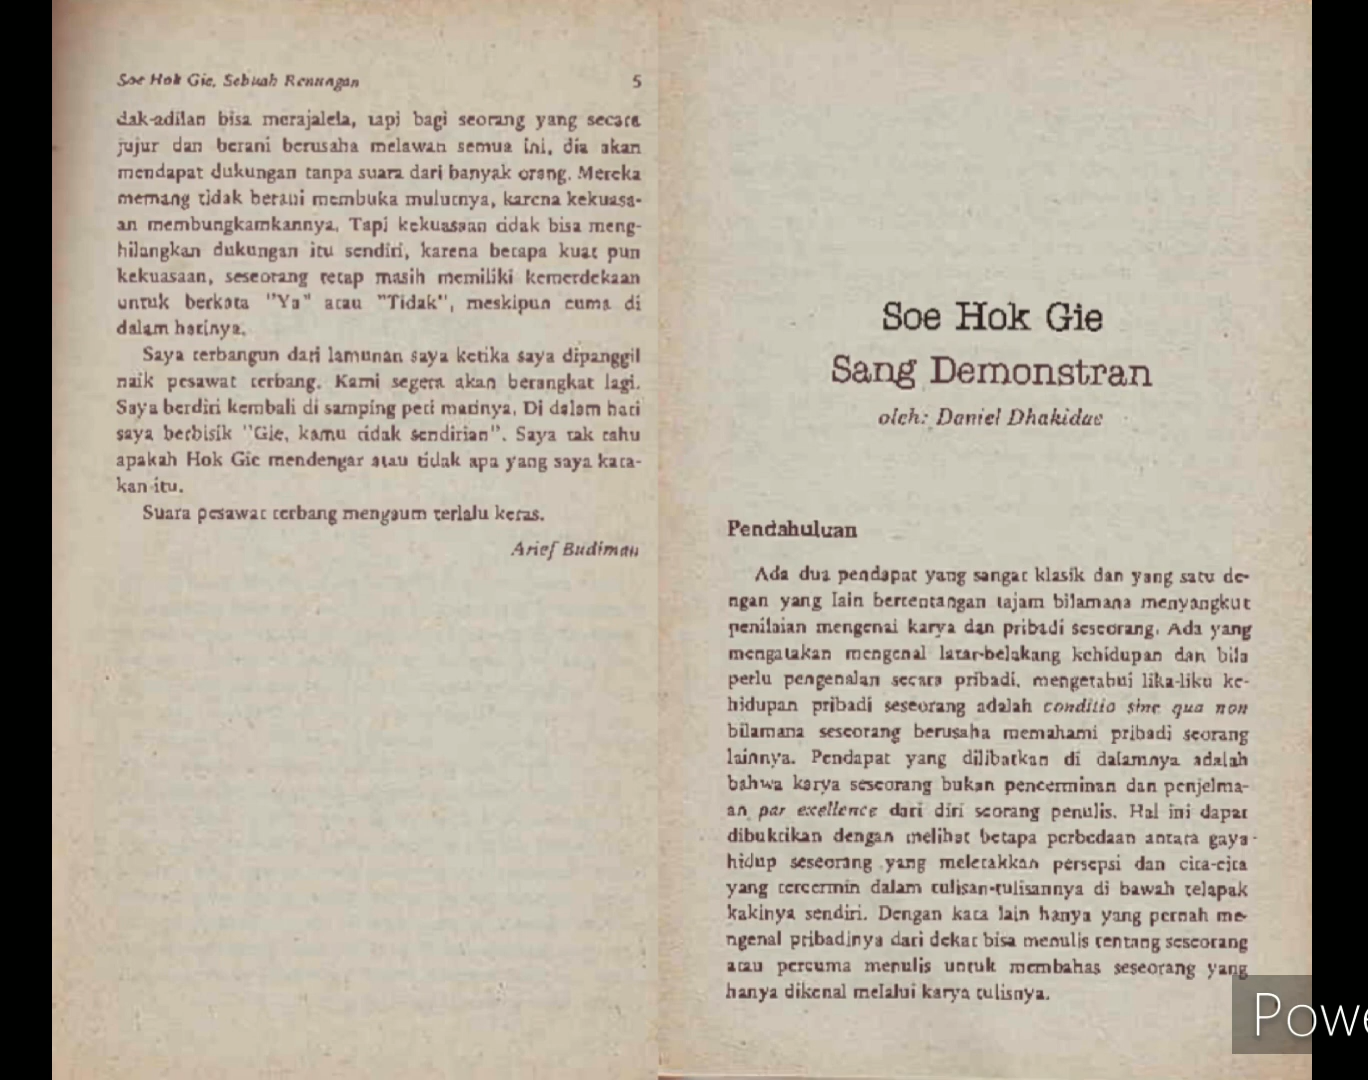 Soe Hok Gie, Sebuah Renungan 5
dak-adilan bisa merajalela, tapi bagi seorang yang secara
jujur dan berani berusaha melawan semua ini, dia akan
mendapat dukungan tanpa suara dari banyak orang. Mereka
memang tidak berani membuka mulutnya, karena kekuasa-
an membungkamkannya. Tapi kekuasaan tidak bisa meng-
hilangkan dukungan itu sendiri, karena betapa kuat pun
kekuasaan, seseorang tetap masih memiliki kemerdekaan
untuk berkata "Ya" atau "Tidak", meskipun cuma di
dalam hatinya.
Saya terbangun dari lamunan saya ketika saya dipanggil
naik pesawat terbang. Kami segera akan berangkat lagi.
Saya berdiri kembali di samping peti matinya. Di dalam hati
saya berbisik "Gie, kamu tidak sendirian". Saya tak tahu
apakah Hok Gie mendengar atau tidak apa yang saya kata-
kan itu.
Suara pesawat terbang mengaum terlalu keras.
Arief Budiman
Soe Hok Gie
Sang Demonstran
oleh: Daniel Dhakidae
Pendahuluan
Ada dua pendapat yang sangat klasik dan yang satu de-
ngan yang lain bertentangan tajam bilamana menyangkut
penilaian mengenai karya dan pribadi seseorang. Ada yang
mengatakan mengenal latar-belakang kehidupan dan bila
perlu pengenalan secara pribadi, mengetahui lika-liku ke-
hidupan pribadi seseorang adalah conditio sine qua non
bilamana seseorang berusaha memahami pribadi seorang
lainnya. Pendapat yang dilibatkan di dalamnya adalah
bahwa karya seseorang bukan pencerminan dan penjelma-
an par exellence dari diri seorang penulis. Hal ini dapat
dibuktikan dengan melihat betapa perbedaan antara gaya-
hidup seseorang yang meletakkan persepsi dan cita-cita
yang tercermin dalam tulisan-tulisannya di bawah telapak
kakinya sendiri. Dengan kata lain hanya yang pernah me-
ngenal pribadinya dari dekat bisa menulis tentang seseorang
atau percuma menulis untuk membahas seseorang yang
hanya dikenal melalui karya tulisnya.
Powe